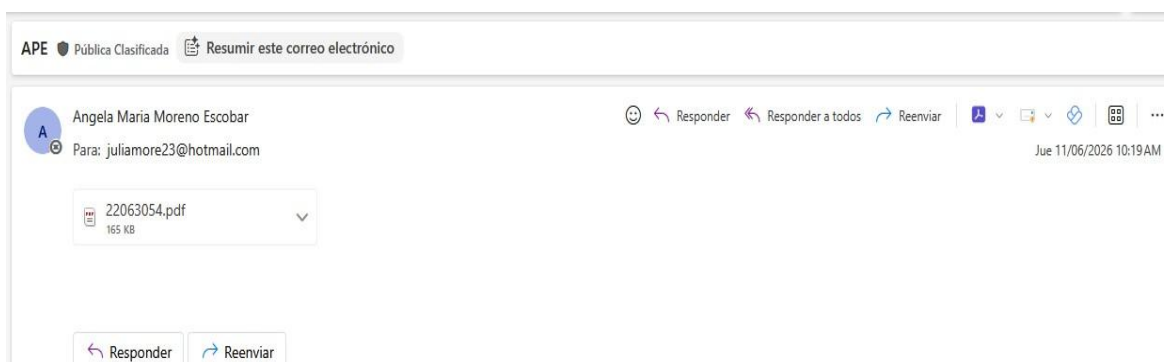 APE Pública Clasificada Resumir este correo electrónico
Angela Maria Moreno Escobar
Responder Responder a todos Reenviar
A
Para: juliamore23@hotmail.com
Jue 11/06/2026 10:19 AM
22063054.pdf
165 KB
Responder Reenviar